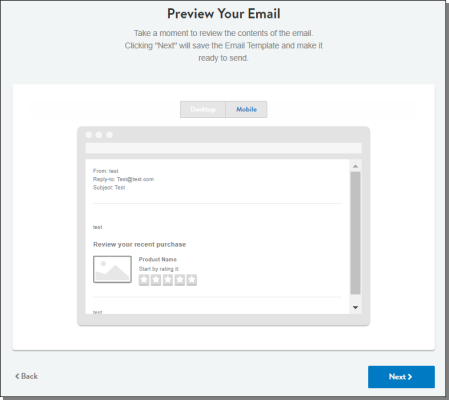 Preview Your Email
Take a moment to review the contents of the email.
Clicking "Next" will save the Email Template and make it
ready to send.
Desktop Mobile
From: test
Reply-to: Test@test.com
Subject: Test
test
Review your recent purchase
Product Name
Start by rating it:
test
Back
Next